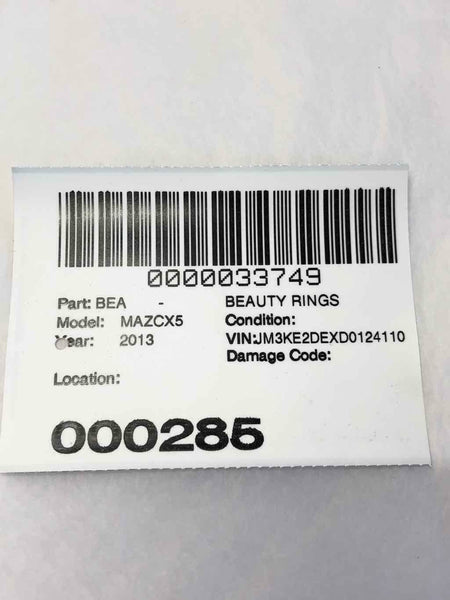 0000033749
Part: BEA - BEAUTY RINGS
Model: MAZCX5 Condition:
Year: 2013 VIN:JM3KE2DEXD0124110
Damage Code:
Location:
000285